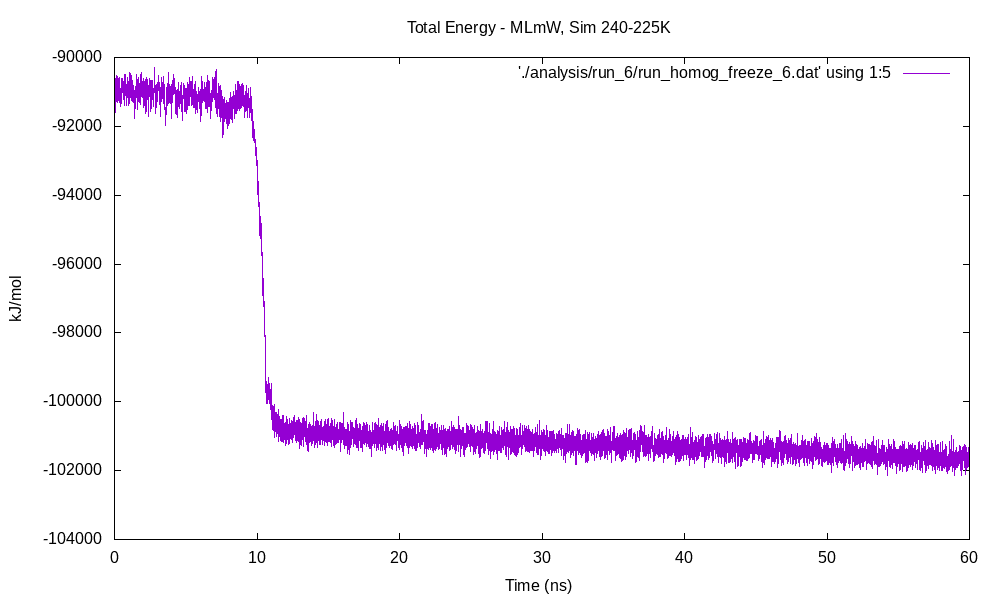 Total Energy - MLmW, Sim 240-225K
'./analysis/run_6/run_homog_freeze_6.dat' using 1:5
-90000
-92000
-94000
-96000
-98000
-100000
-102000
-104000
kJ/mol
0 10 20 30 40 50 60
Time (ns)